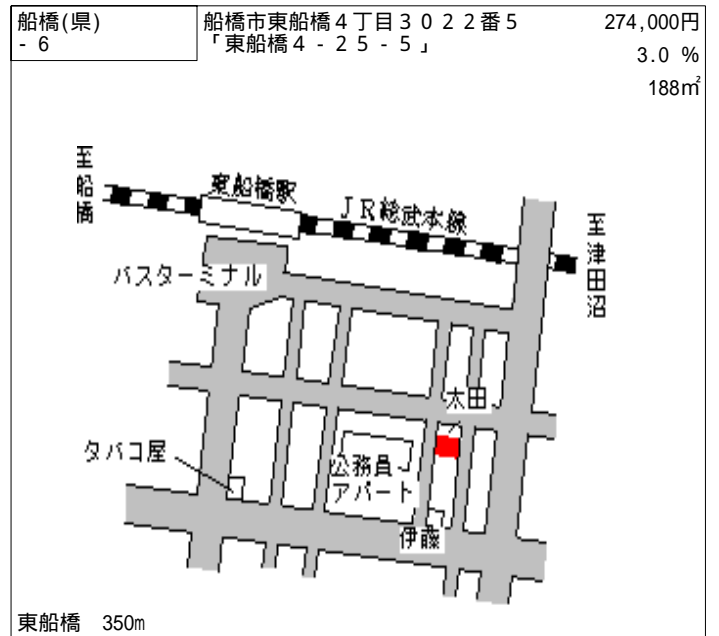 船橋(県)
- 6
船橋市東船橋4丁目3022番5
「東船橋4-25-5」
274,000円
3.0 %
188㎡
至船橋
東船橋駅
JR総武本線
至津田沼
バスターミナル
太田
タバコ屋
公務員
アパート
伊藤
東船橋 350m